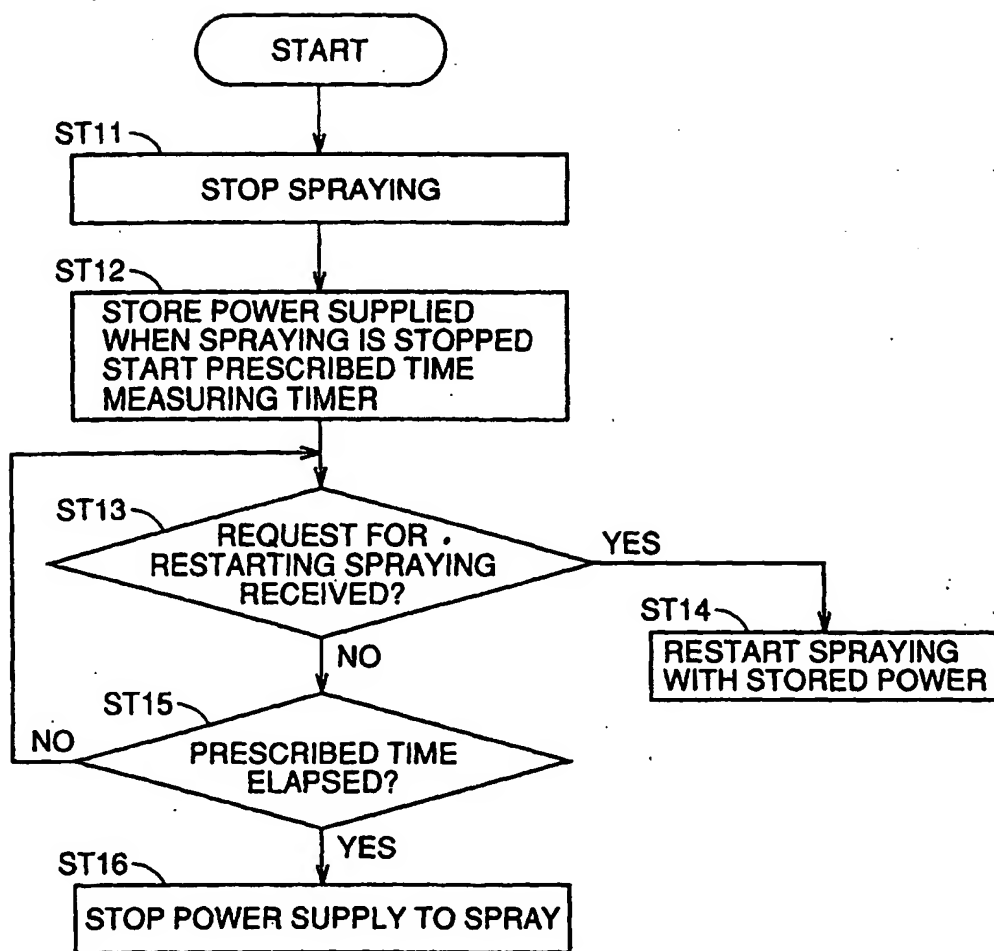 START
ST11
STOP SPRAYING
ST12
STORE POWER SUPPLIED
WHEN SPRAYING IS STOPPED
START PRESCRIBED TIME
MEASURING TIMER
ST13
REQUEST FOR
RESTARTING SPRAYING
RECEIVED?
YES
ST14
RESTART SPRAYING
WITH STORED POWER
NO
ST15
NO
PRESCRIBED TIME
ELAPSED?
YES
ST16
STOP POWER SUPPLY TO SPRAY